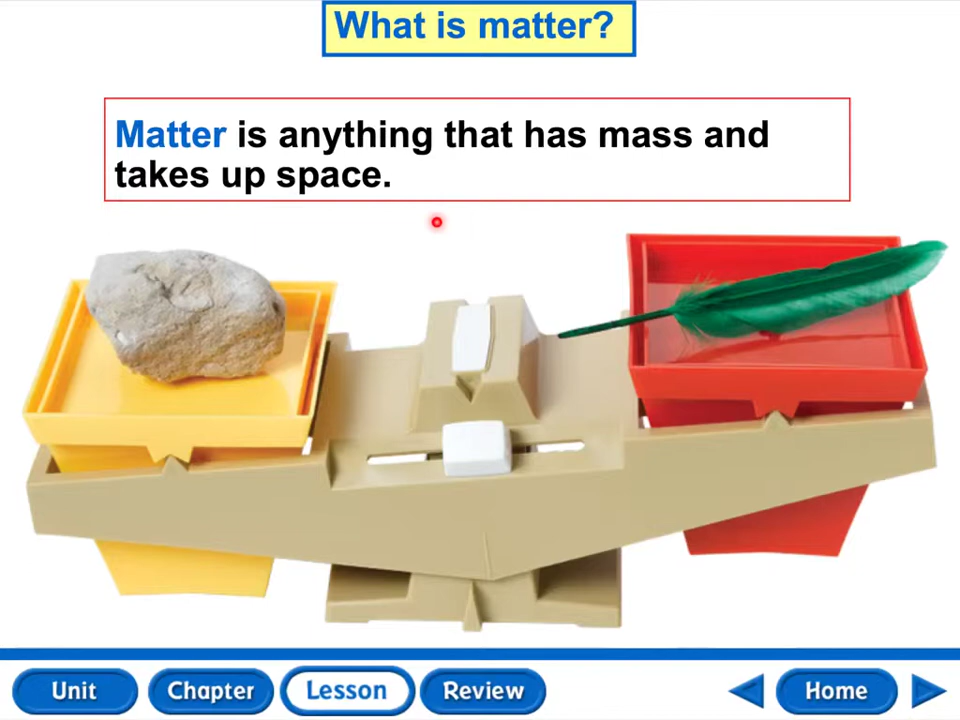 What is matter?
Matter is anything that has mass and
takes up space.
Unit
Chapter
Lesson
Review
Home